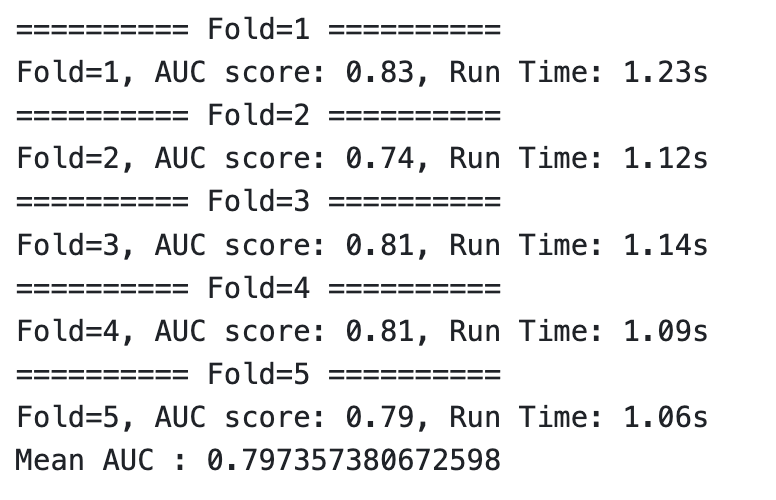 ========== Fold=1 ==========
Fold=1, AUC score: 0.83, Run Time: 1.23s
========== Fold=2 ==========
Fold=2, AUC score: 0.74, Run Time: 1.12s
========== Fold=3 ==========
Fold=3, AUC score: 0.81, Run Time: 1.14s
========== Fold=4 ==========
Fold=4, AUC score: 0.81, Run Time: 1.09s
========== Fold=5 ==========
Fold=5, AUC score: 0.79, Run Time: 1.06s
Mean AUC : 0.797357380672598